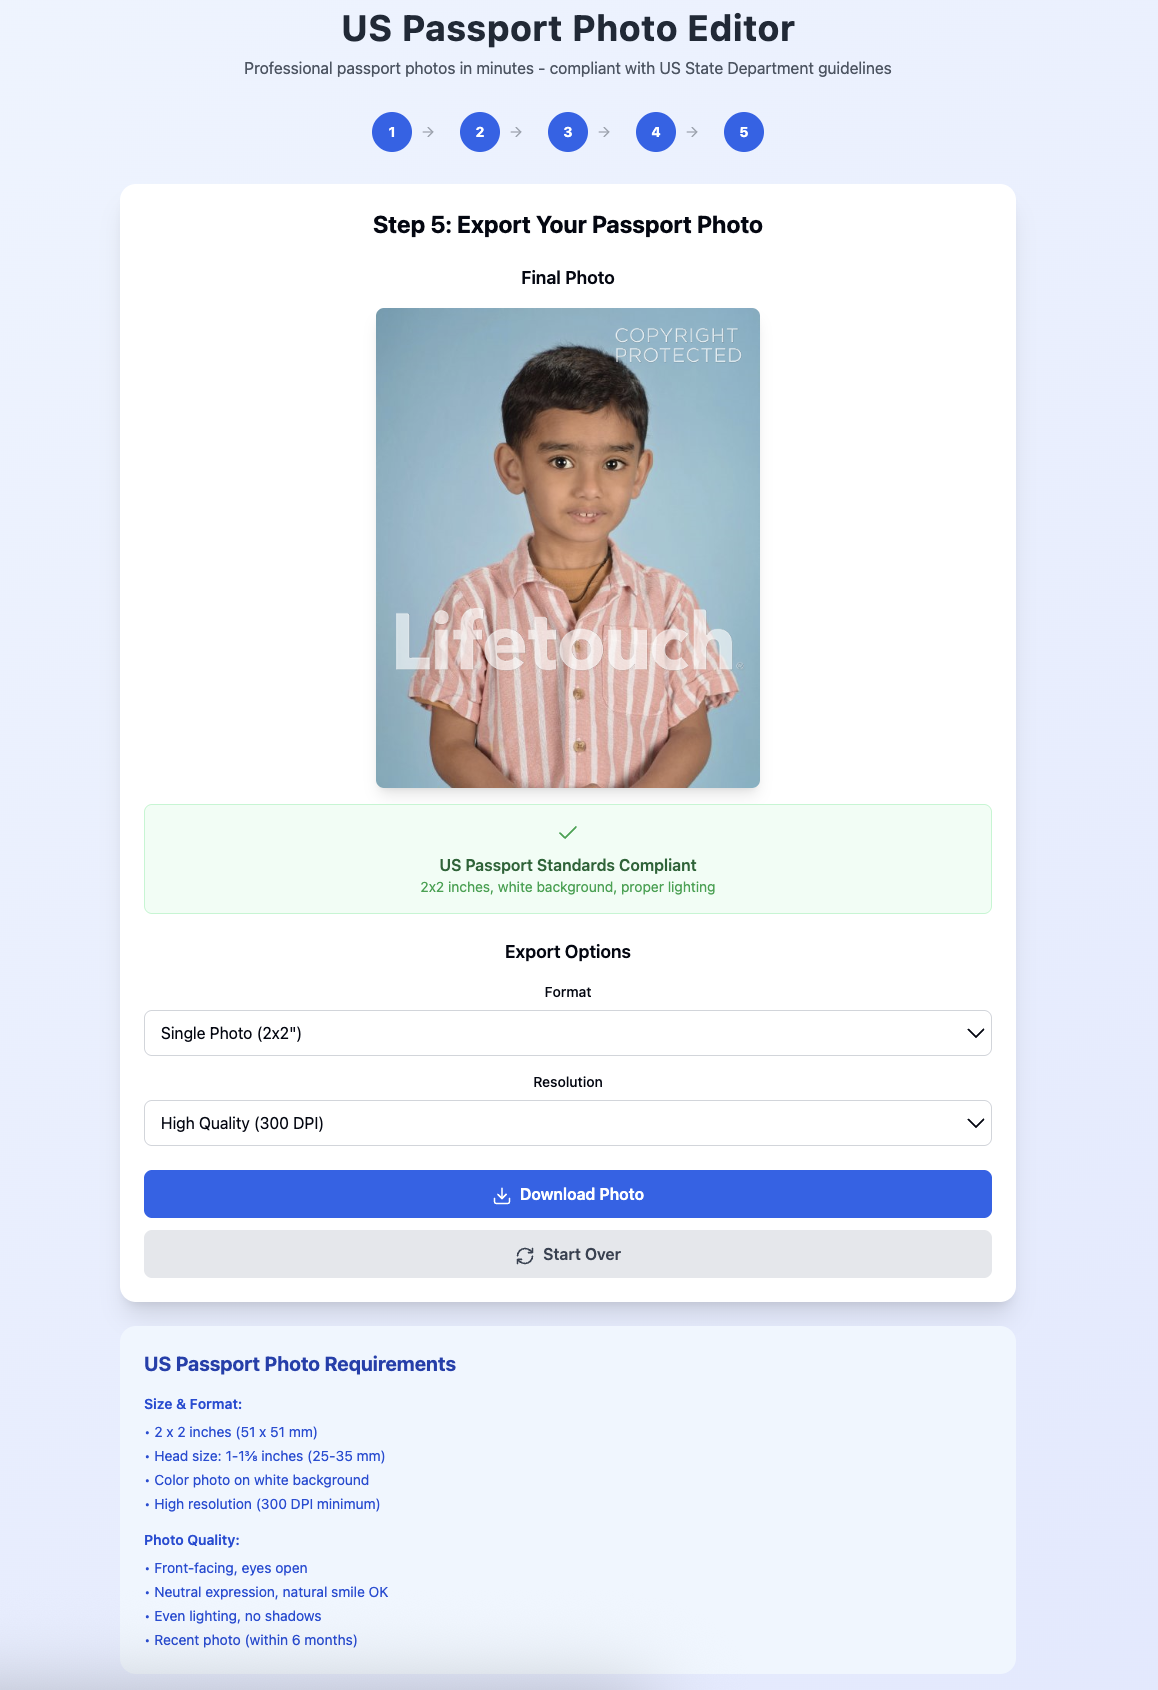 US Passport Photo Editor
Professional passport photos in minutes - compliant with US State Department guidelines
1 → 2 → 3 → 4 → 5
Step 5: Export Your Passport Photo
Final Photo
COPYRIGHT
PROTECTED
Lifetouch®
US Passport Standards Compliant
2x2 inches, white background, proper lighting
Export Options
Format
Single Photo (2x2")
Resolution
High Quality (300 DPI)
Download Photo
Start Over
US Passport Photo Requirements
Size & Format:
• 2 x 2 inches (51 x 51 mm)
• Head size: 1-1⅜ inches (25-35 mm)
• Color photo on white background
• High resolution (300 DPI minimum)
Photo Quality:
• Front-facing, eyes open
• Neutral expression, natural smile OK
• Even lighting, no shadows
• Recent photo (within 6 months)